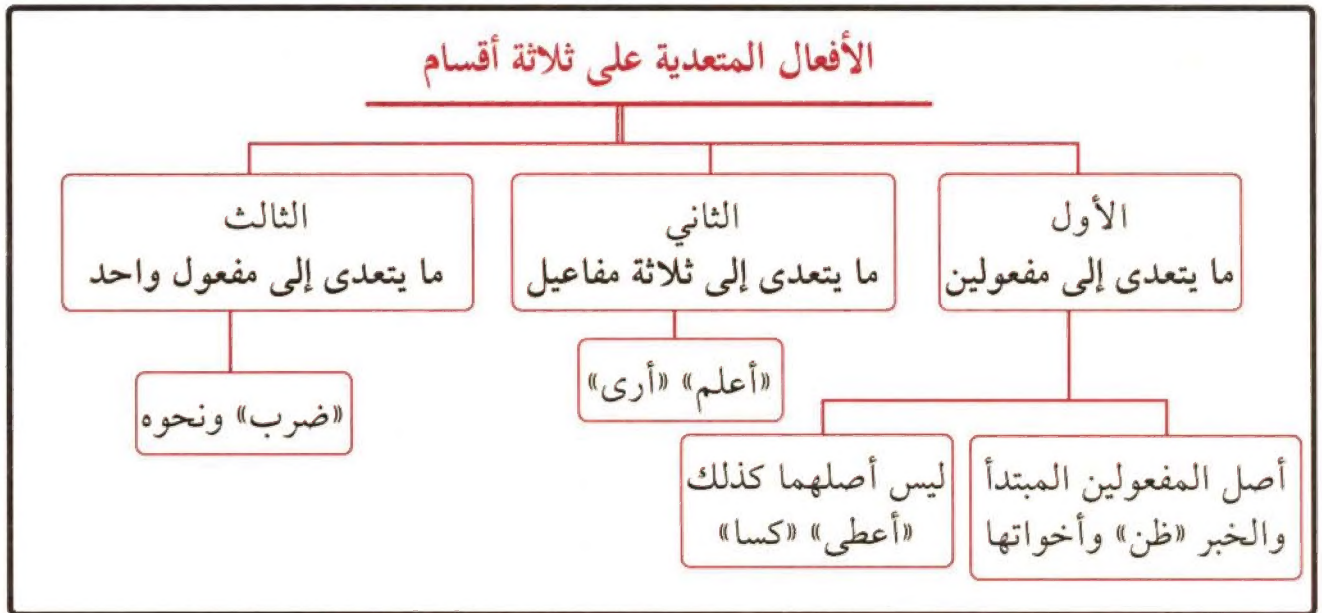 الأفعال المتعدية على ثلاثة أقسام
الأول
ما يتعدى إلى مفعولين
الثاني
ما يتعدى إلى ثلاثة مفاعيل
الثالث
ما يتعدى إلى مفعول واحد
«أعلم» «أرى»
«ضرب» ونحوه
أصل المفعولين المبتدأ
والخبر «ظن» وأخواتها
ليس أصلهما كذلك
«أعطى» «كسا»